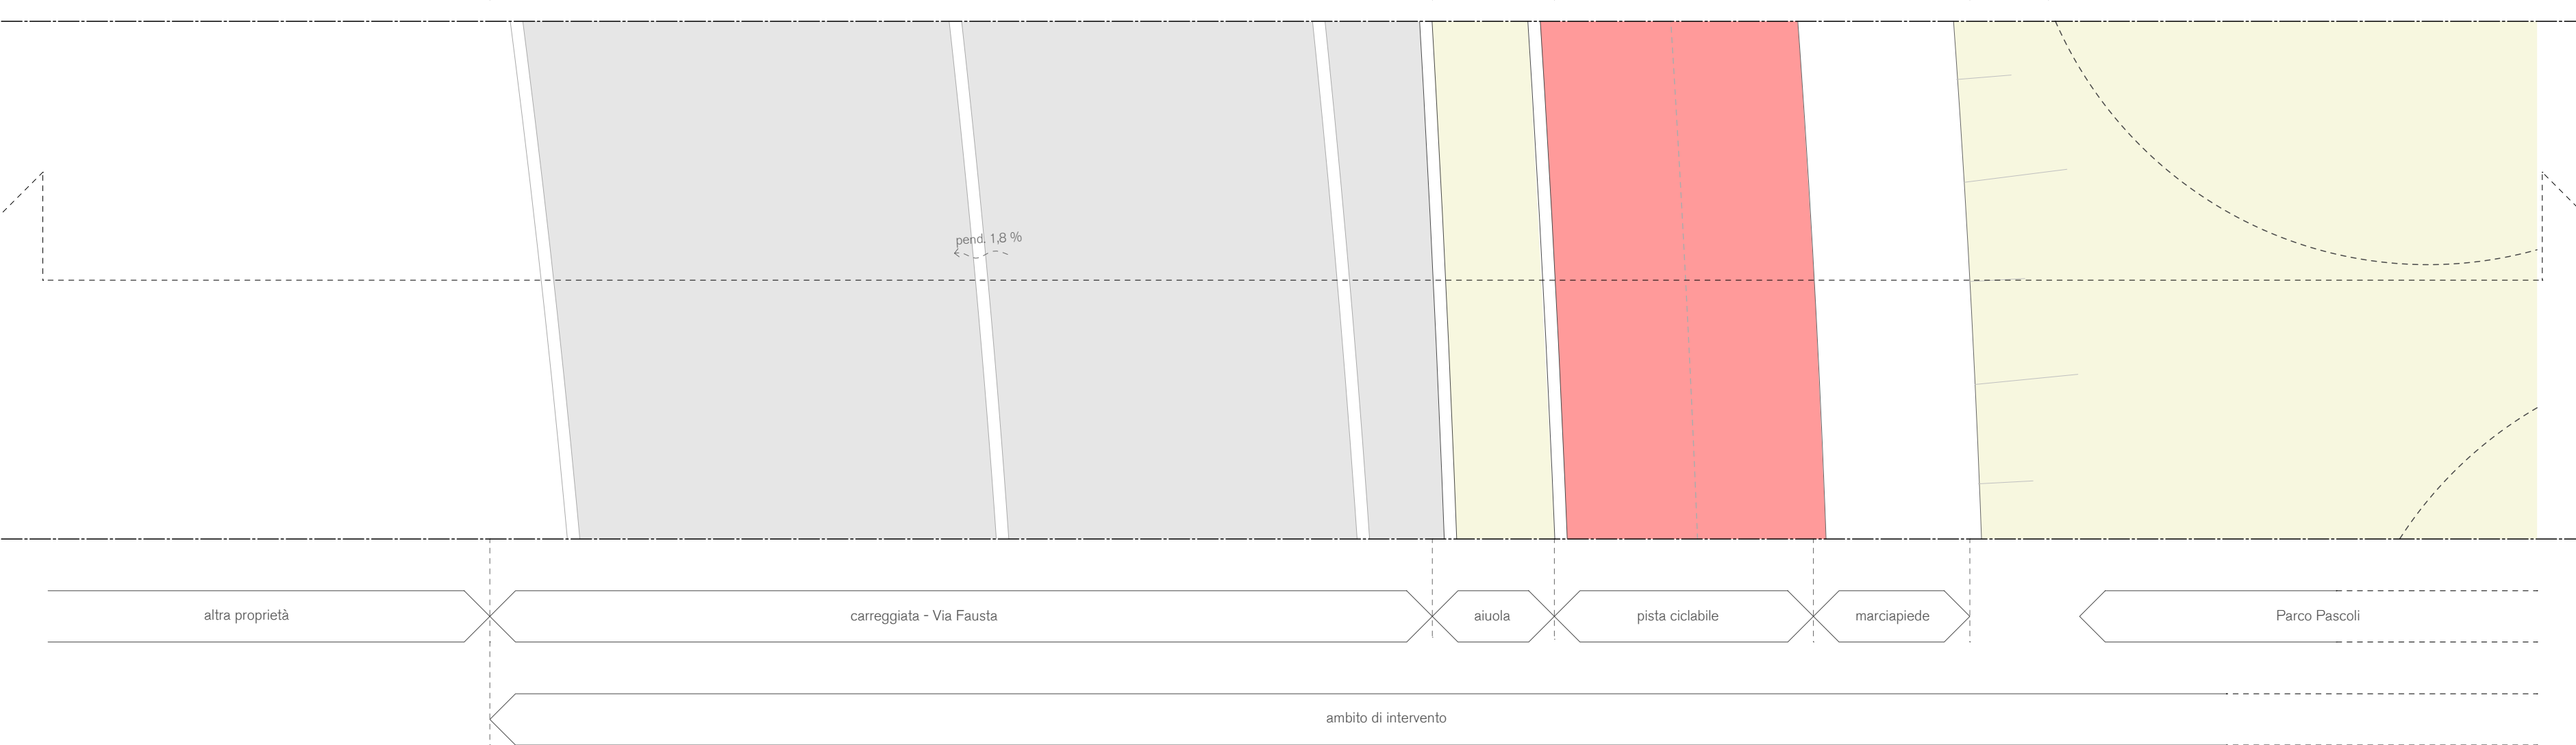 pend. 1,8 %
altra proprietà
carreggiata - Via Fausta
aiuola
pista ciclabile
marciapiede
Parco Pascoli
ambito di intervento